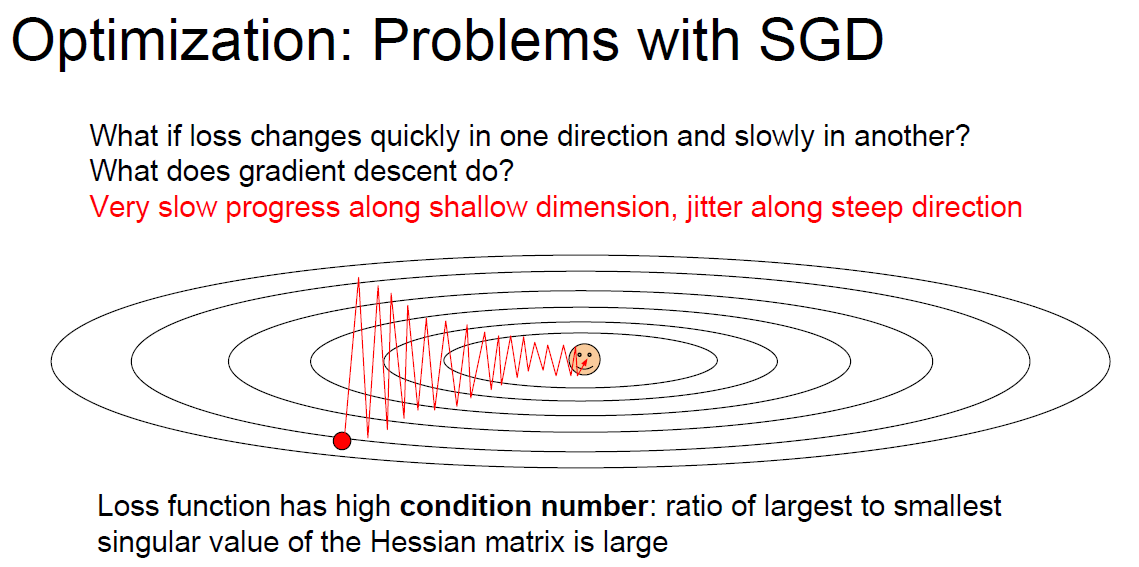 Optimization: Problems with SGD
What if loss changes quickly in one direction and slowly in another?
What does gradient descent do?
Very slow progress along shallow dimension, jitter along steep direction
Loss function has high condition number: ratio of largest to smallest
singular value of the Hessian matrix is large